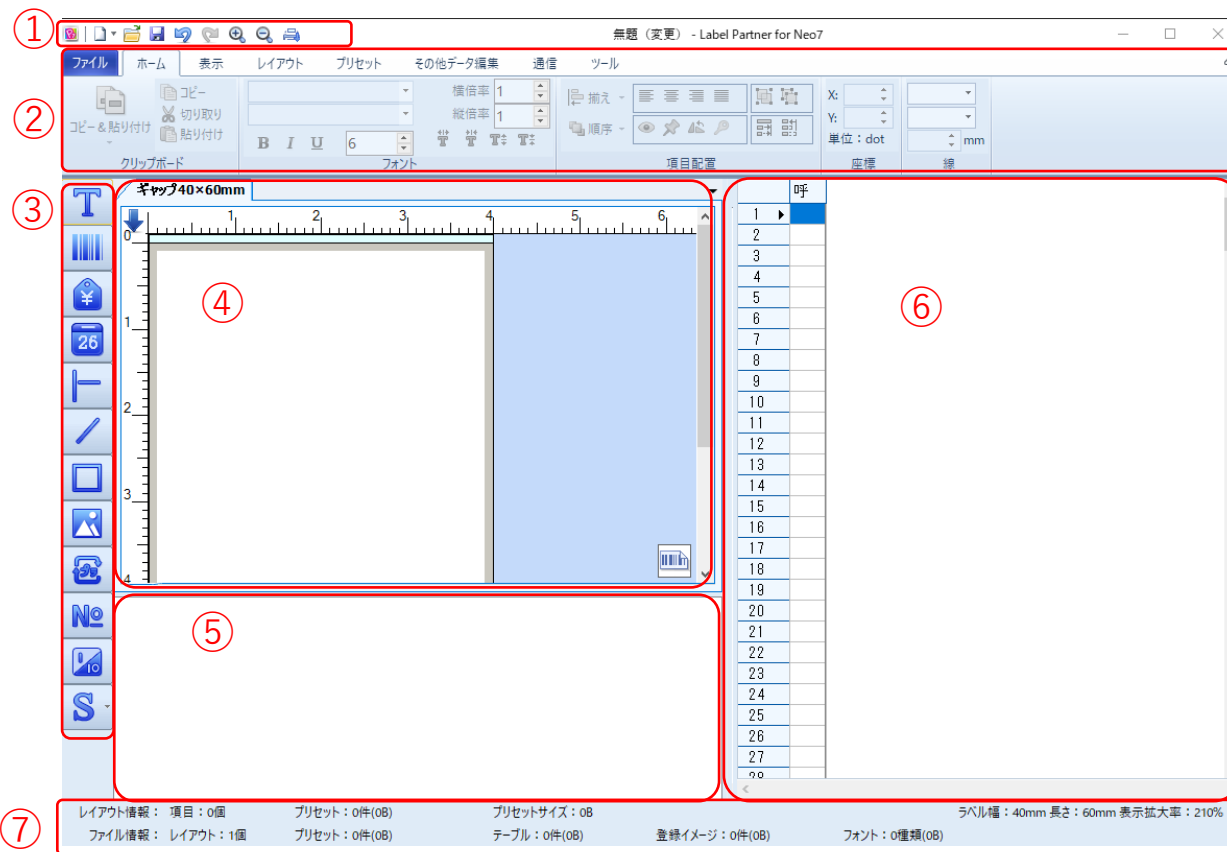 ①
無題（変更） - Label Partner for Neo7
②
ファイル ホーム 表示 レイアウト プリセット その他データ編集 通信 ツール
コピー＆貼り付け
コピー
切り取り
貼り付け
クリップボード
横倍率 1
縦倍率 1
B I U 6
フォント
揃え
順序
項目配置
X:
Y:
単位：dot
座標
mm
線
③
T
¥
26
No
1/10
S
ギャップ40×60mm
1 2 3 4 5 6
0
1
2
3
4
④
⑤
呼
1
2
3
4
5
6
7
8
9
10
11
12
13
14
15
16
17
18
19
20
21
22
23
24
25
26
27
28
⑥
⑦
レイアウト情報： 項目：0個 プリセット：0件(0B) プリセットサイズ：0B ラベル幅：40mm 長さ：60mm 表示拡大率：210%
ファイル情報： レイアウト：1個 プリセット：0件(0B) テーブル：0件(0B) 登録イメージ：0件(0B) フォント：0種類(0B)